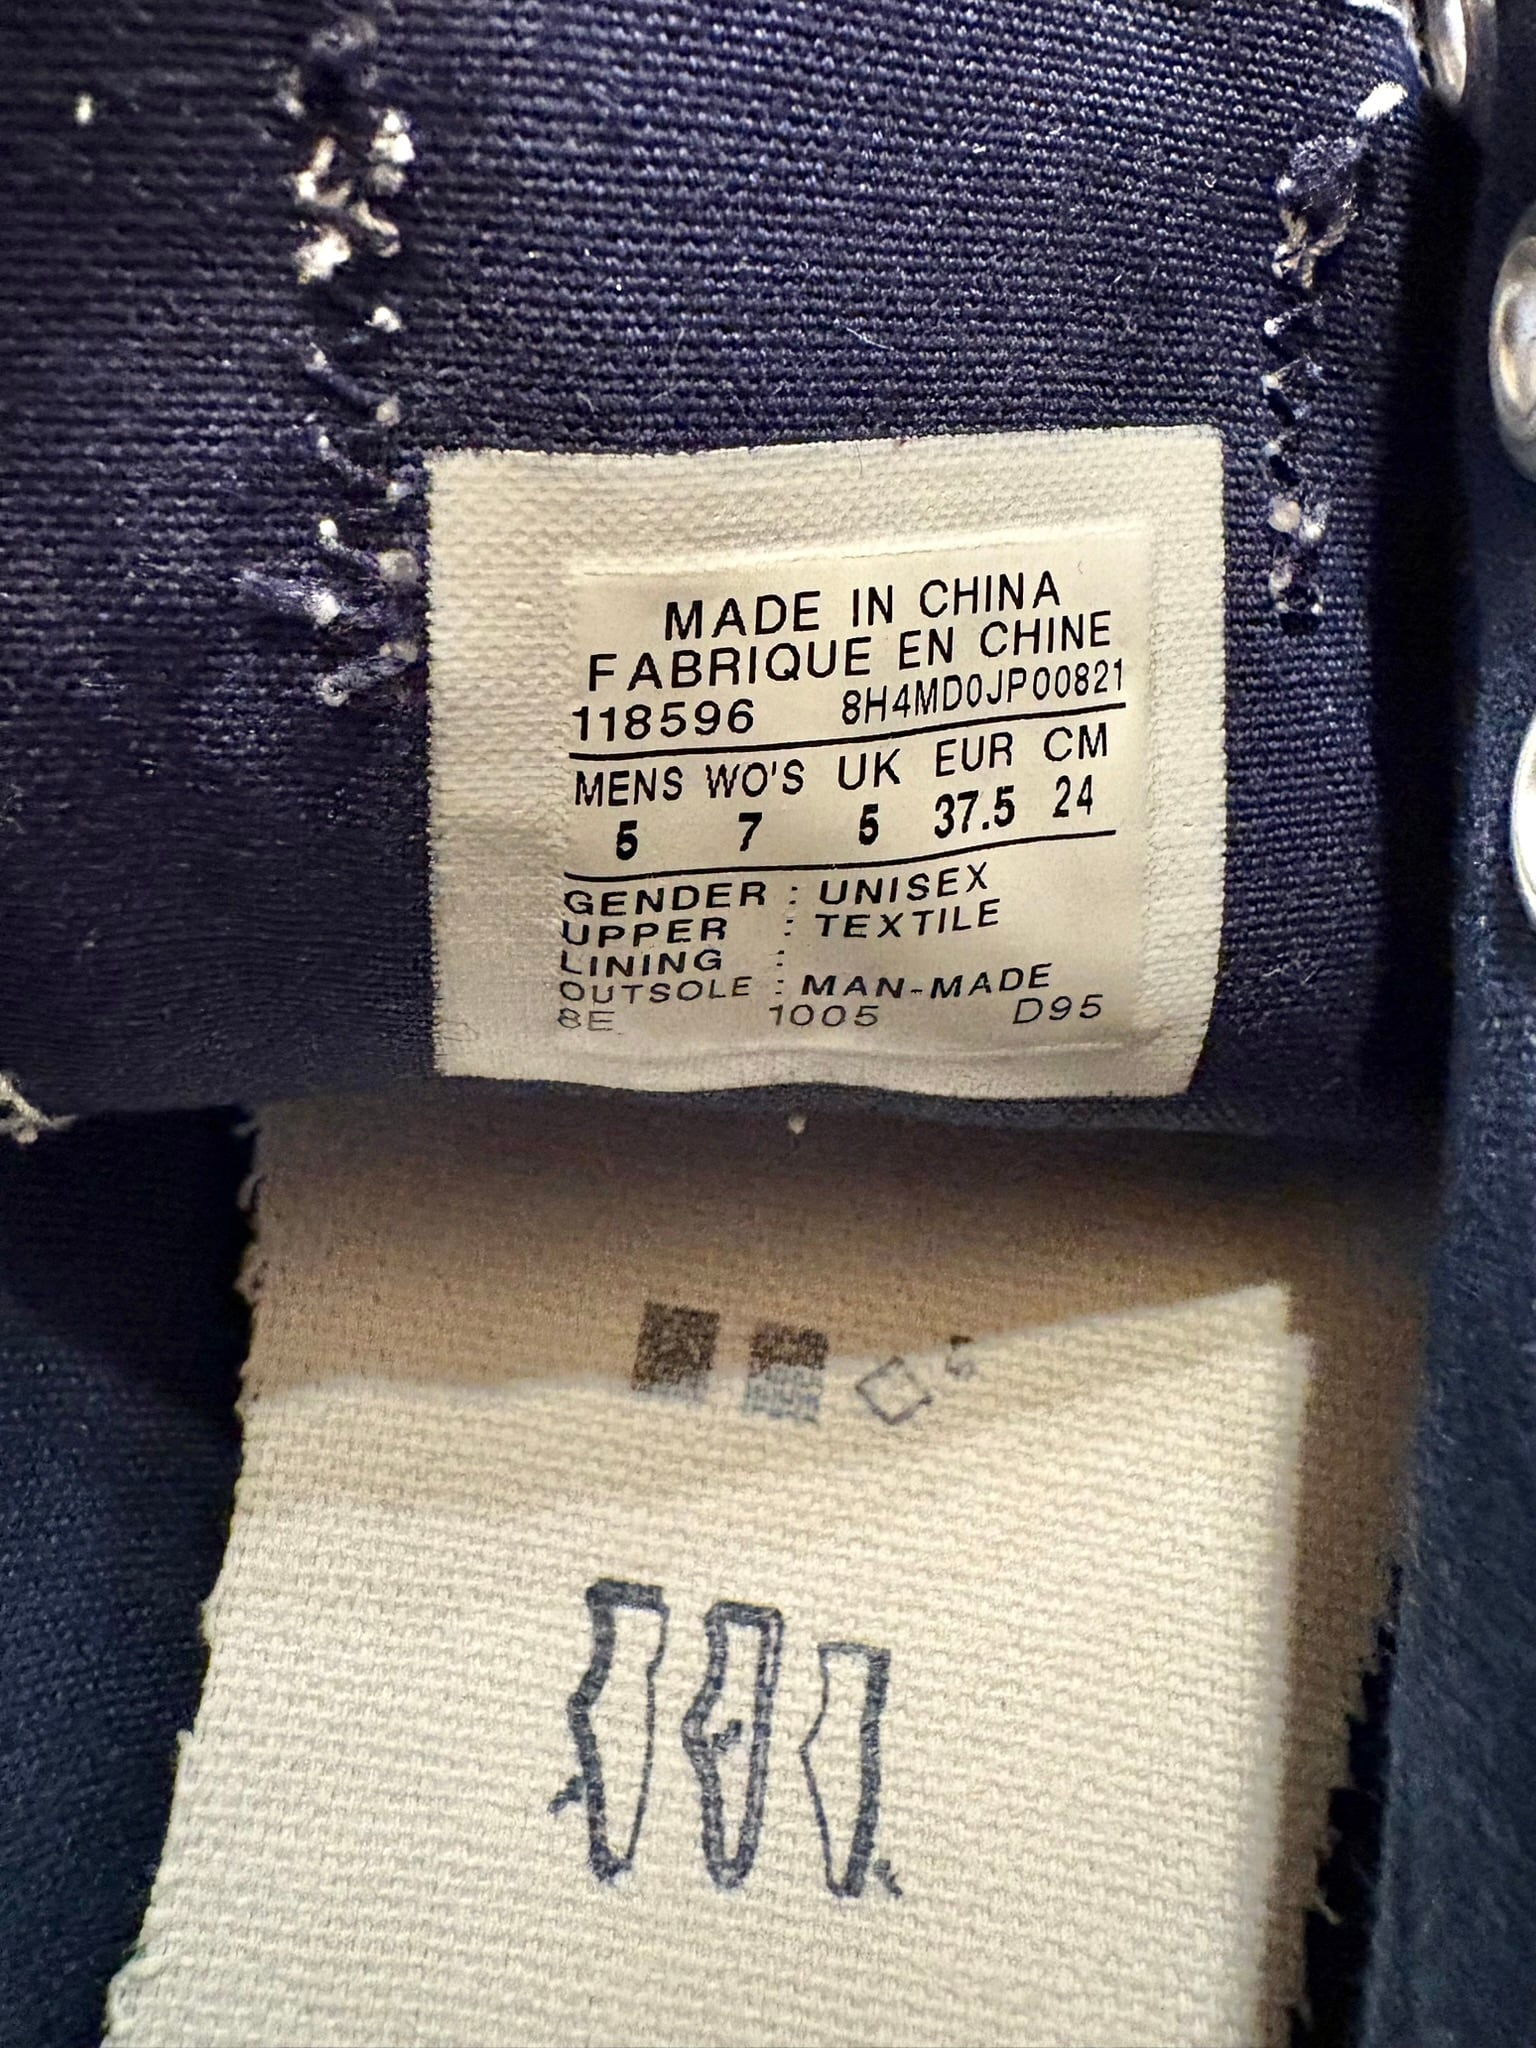 MADE IN CHINA
FABRIQUE EN CHINE
118596 8H4MD0JP00821
MENS WO'S UK EUR CM
5 7 5 37.5 24
GENDER : UNISEX
UPPER : TEXTILE
LINING :
OUTSOLE : MAN-MADE
8E 1005 D95